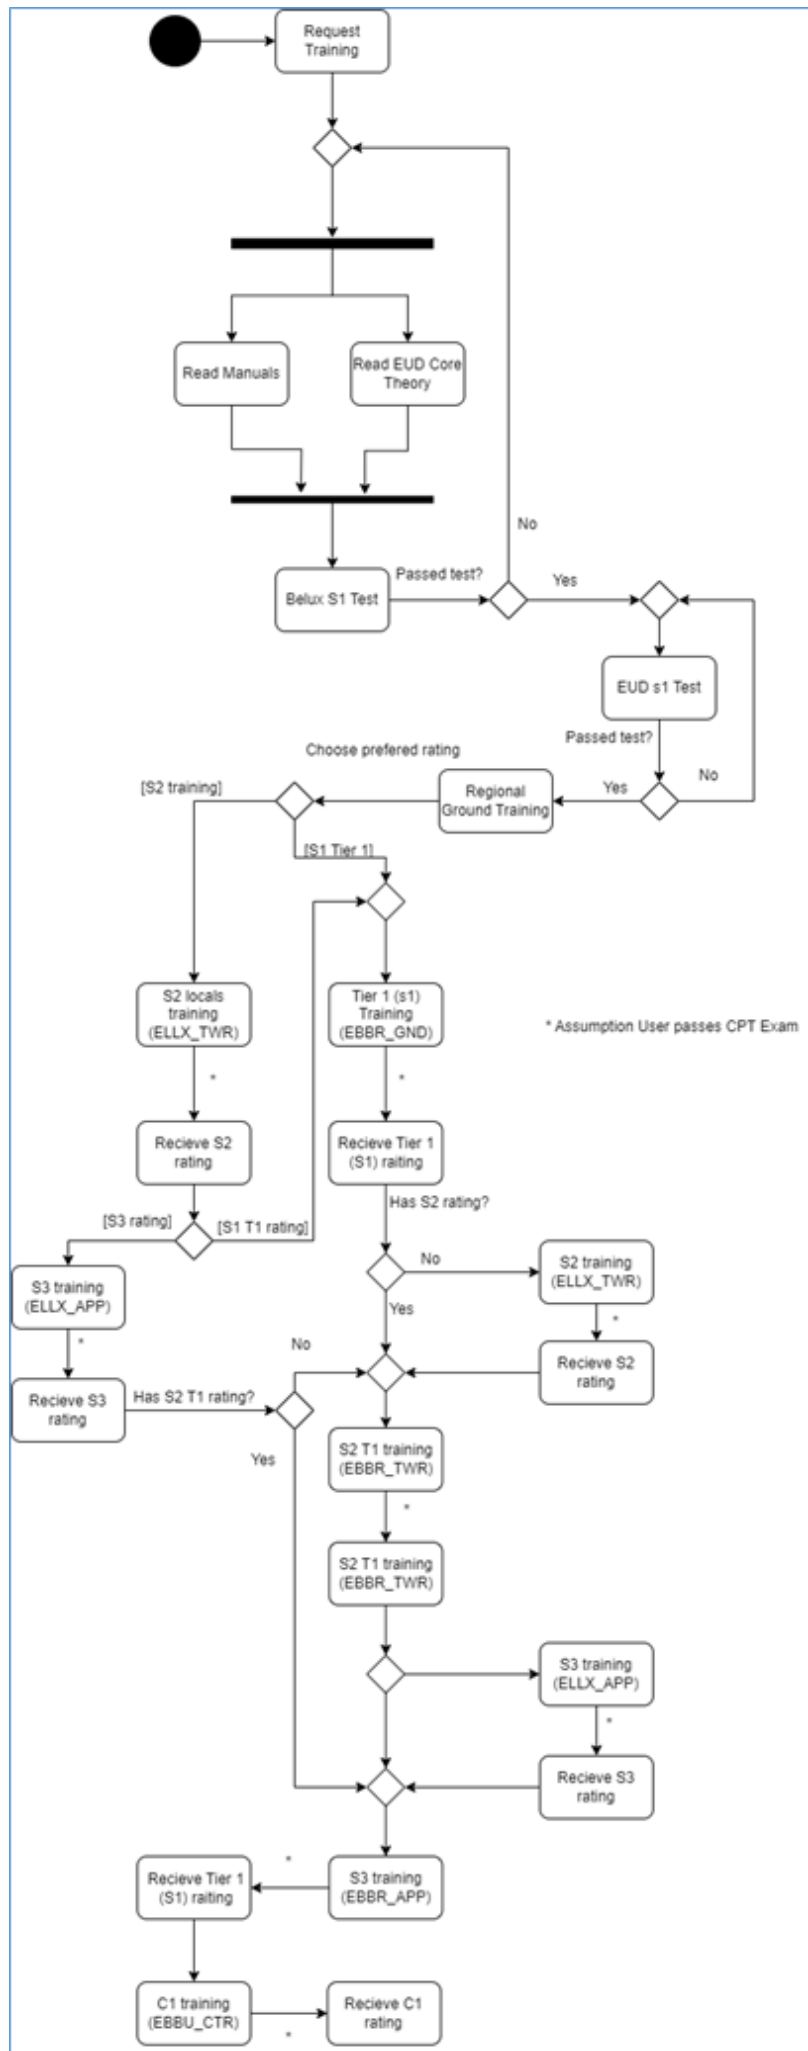 Request
Training
Read Manuals
Read EUD Core
Theory
No
Belux S1 Test
Passed test?
Yes
EUD s1 Test
Passed test?
Choose prefered rating
[S2 training]
Regional
Ground Training
Yes
No
[S1 Tier 1]
S2 locals
training
(ELLX_TWR)
Tier 1 (s1)
Training
(EBBR_GND)
* Assumption User passes CPT Exam
*
*
Recieve S2
rating
Recieve Tier 1
(S1) raiting
Has S2 rating?
[S3 rating]
[S1 T1 rating]
No
S2 training
(ELLX_TWR)
S3 training
(ELLX_APP)
Yes
*
*
No
Recieve S2
rating
Recieve S3
rating
Has S2 T1 rating?
Yes
S2 T1 training
(EBBR_TWR)
*
S2 T1 training
(EBBR_TWR)
S3 training
(ELLX_APP)
*
Recieve S3
rating
Recieve Tier 1
(S1) raiting
*
S3 training
(EBBR_APP)
C1 training
(EBBU_CTR)
*
Recieve C1
rating